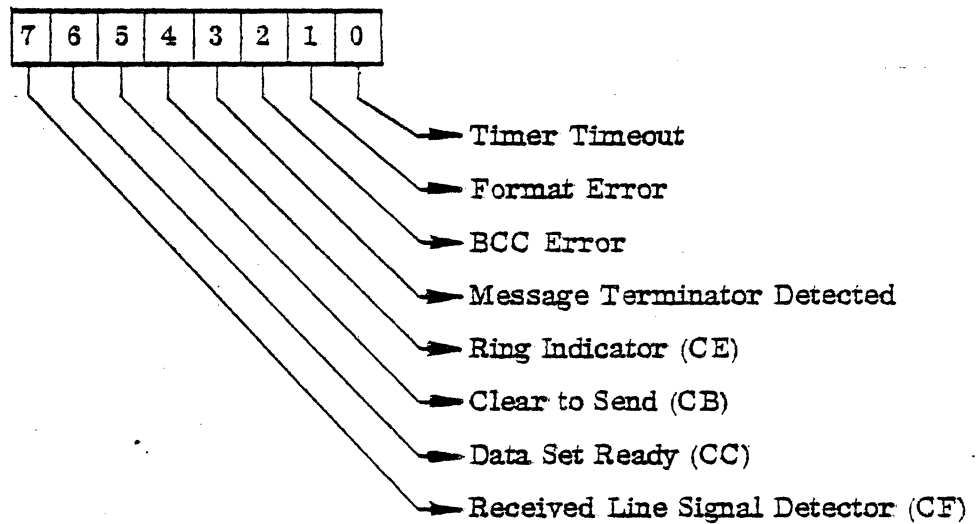 7 6 5 4 3 2 1 0
Timer Timeout
Format Error
BCC Error
Message Terminator Detected
Ring Indicator (CE)
Clear to Send (CB)
Data Set Ready (CC)
Received Line Signal Detector (CF)